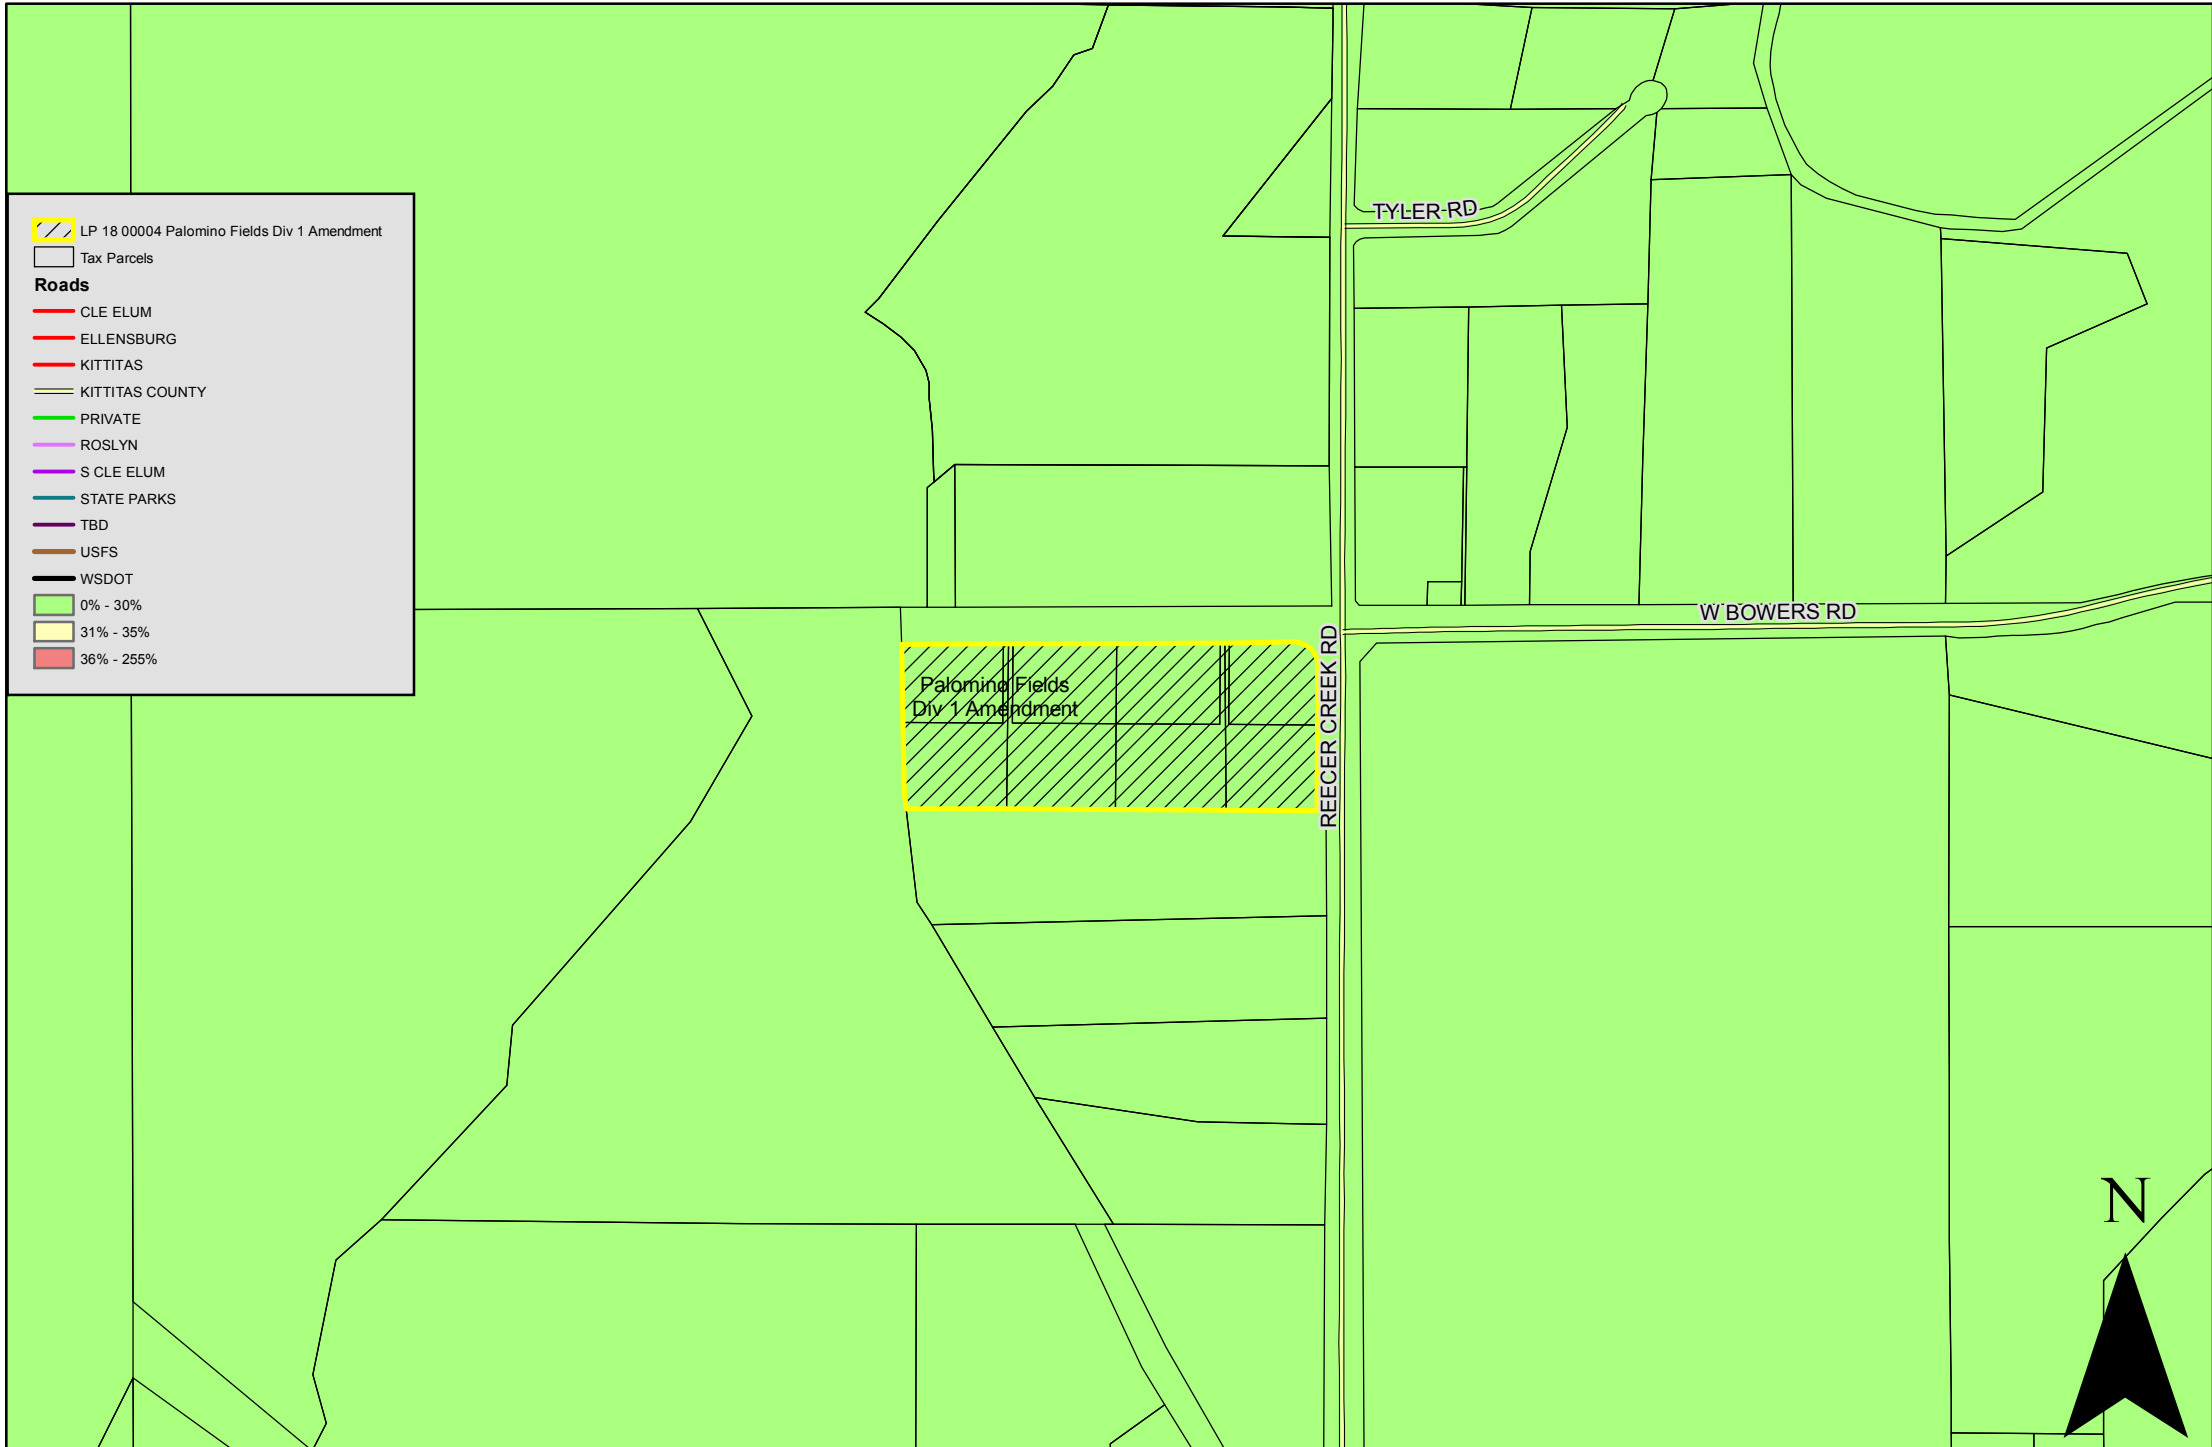 LP 18 00004 Palomino Fields Div 1 Amendment
Tax Parcels
Roads
CLE ELUM
ELLENSBURG
KITTITAS
KITTITAS COUNTY
PRIVATE
ROSLYN
S CLE ELUM
STATE PARKS
TBD
USFS
WSDOT
0% - 30%
31% - 35%
36% - 255%
TYLER RD
W BOWERS RD
REECER CREEK RD
Palomino Fields
Div 1 Amendment
N